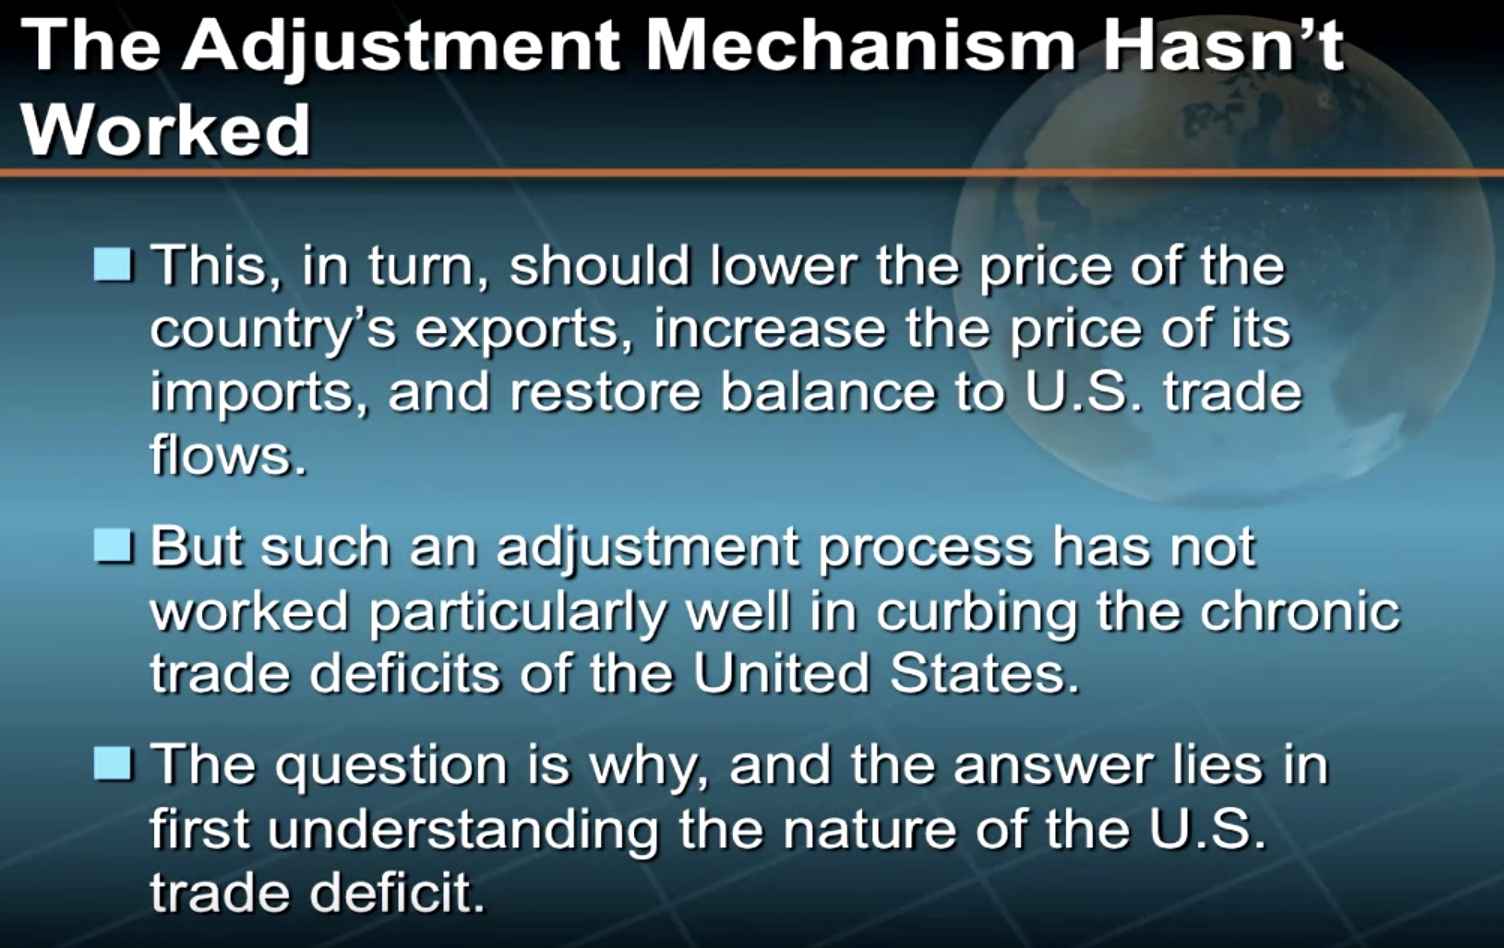 The Adjustment Mechanism Hasn’t
Worked
This, in turn, should lower the price of the
country’s exports, increase the price of its
imports, and restore balance to U.S. trade
flows.
But such an adjustment process has not
worked particularly well in curbing the chronic
trade deficits of the United States.
The question is why, and the answer lies in
first understanding the nature of the U.S.
trade deficit.